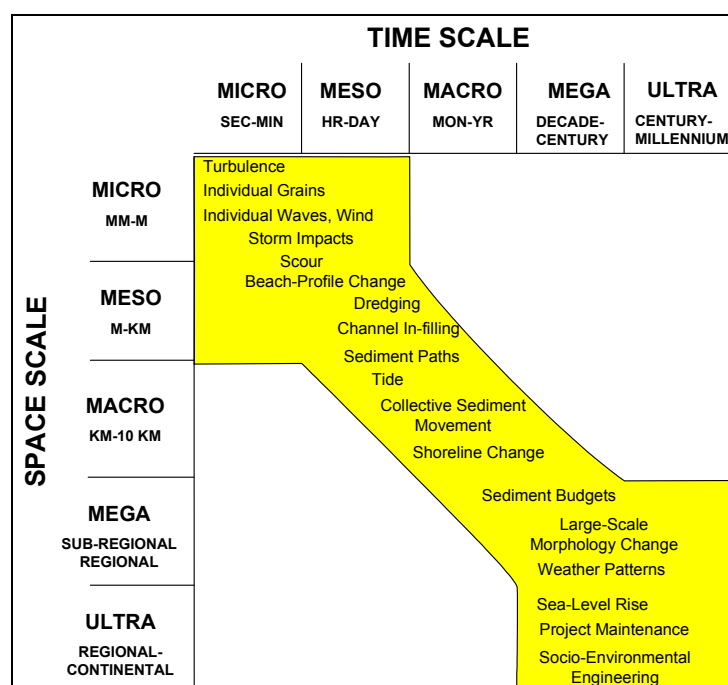 TIME SCALE
MICRO MESO MACRO MEGA ULTRA
SEC-MIN HR-DAY MON-YR DECADE- CENTURY-
CENTURY MILLENNIUM
SPACE SCALE
MICRO
MM-M
MESO
M-KM
MACRO
KM-10 KM
MEGA
SUB-REGIONAL
REGIONAL
ULTRA
REGIONAL-
CONTINENTAL
Turbulence
Individual Grains
Individual Waves, Wind
Storm Impacts
Scour
Beach-Profile Change
Dredging
Channel In-filling
Sediment Paths
Tide
Collective Sediment
Movement
Shoreline Change
Sediment Budgets
Large-Scale
Morphology Change
Weather Patterns
Sea-Level Rise
Project Maintenance
Socio-Environmental
Engineering